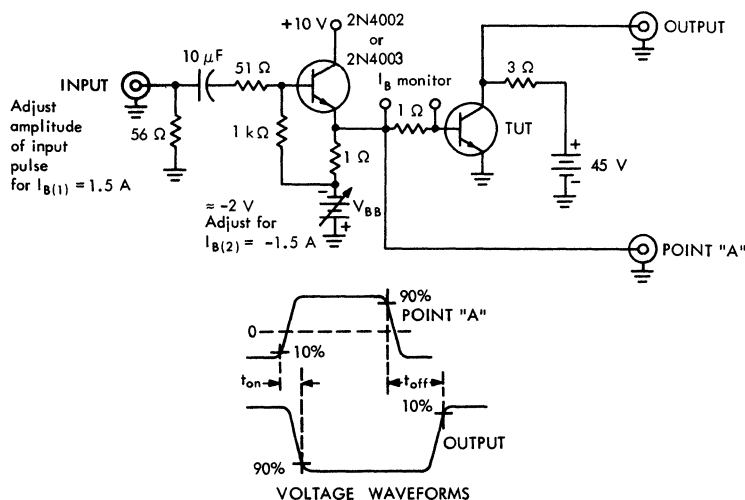 +10 V
2N4002
or
2N4003
OUTPUT
10 μF
51 Ω
3 Ω
INPUT
I_B monitor
1 Ω
TUT
Adjust
amplitude
of input
pulse
for I_B(1) = 1.5 A
56 Ω
1 kΩ
1 Ω
+
45 V
-
-
V_BB
+
≈ -2 V
Adjust for
I_B(2) = -1.5 A
POINT "A"
90%
POINT "A"
0
10%
t_on
t_off
10%
OUTPUT
90%
VOLTAGE WAVEFORMS